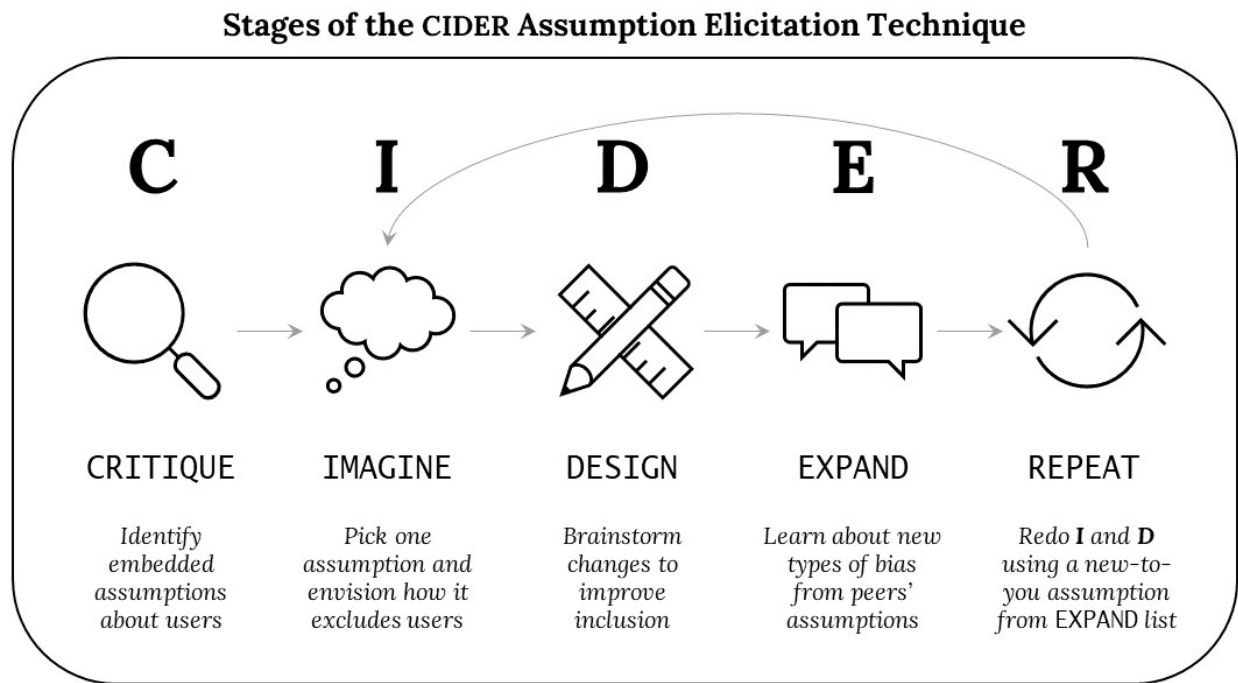 Stages of the CIDER Assumption Elicitation Technique
C I D E R
CRITIQUE IMAGINE DESIGN EXPAND REPEAT
Identify
embedded
assumptions
about users
Pick one
assumption and
envision how it
excludes users
Brainstorm
changes to
improve
inclusion
Learn about new
types of bias
from peers'
assumptions
Redo I and D
using a new-to-
you assumption
from EXPAND list